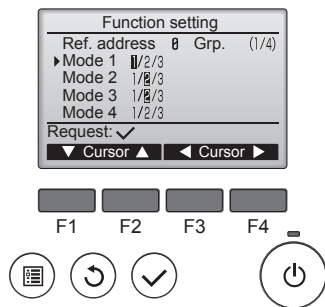 Function setting
Ref. address 0 Grp. (1/4)
Mode 1 1/2/3
Mode 2 1/2/3
Mode 3 1/2/3
Mode 4 1/2/3
Request: ✓
▼ Cursor ▲ ◀ Cursor ▶
F1 F2 F3 F4